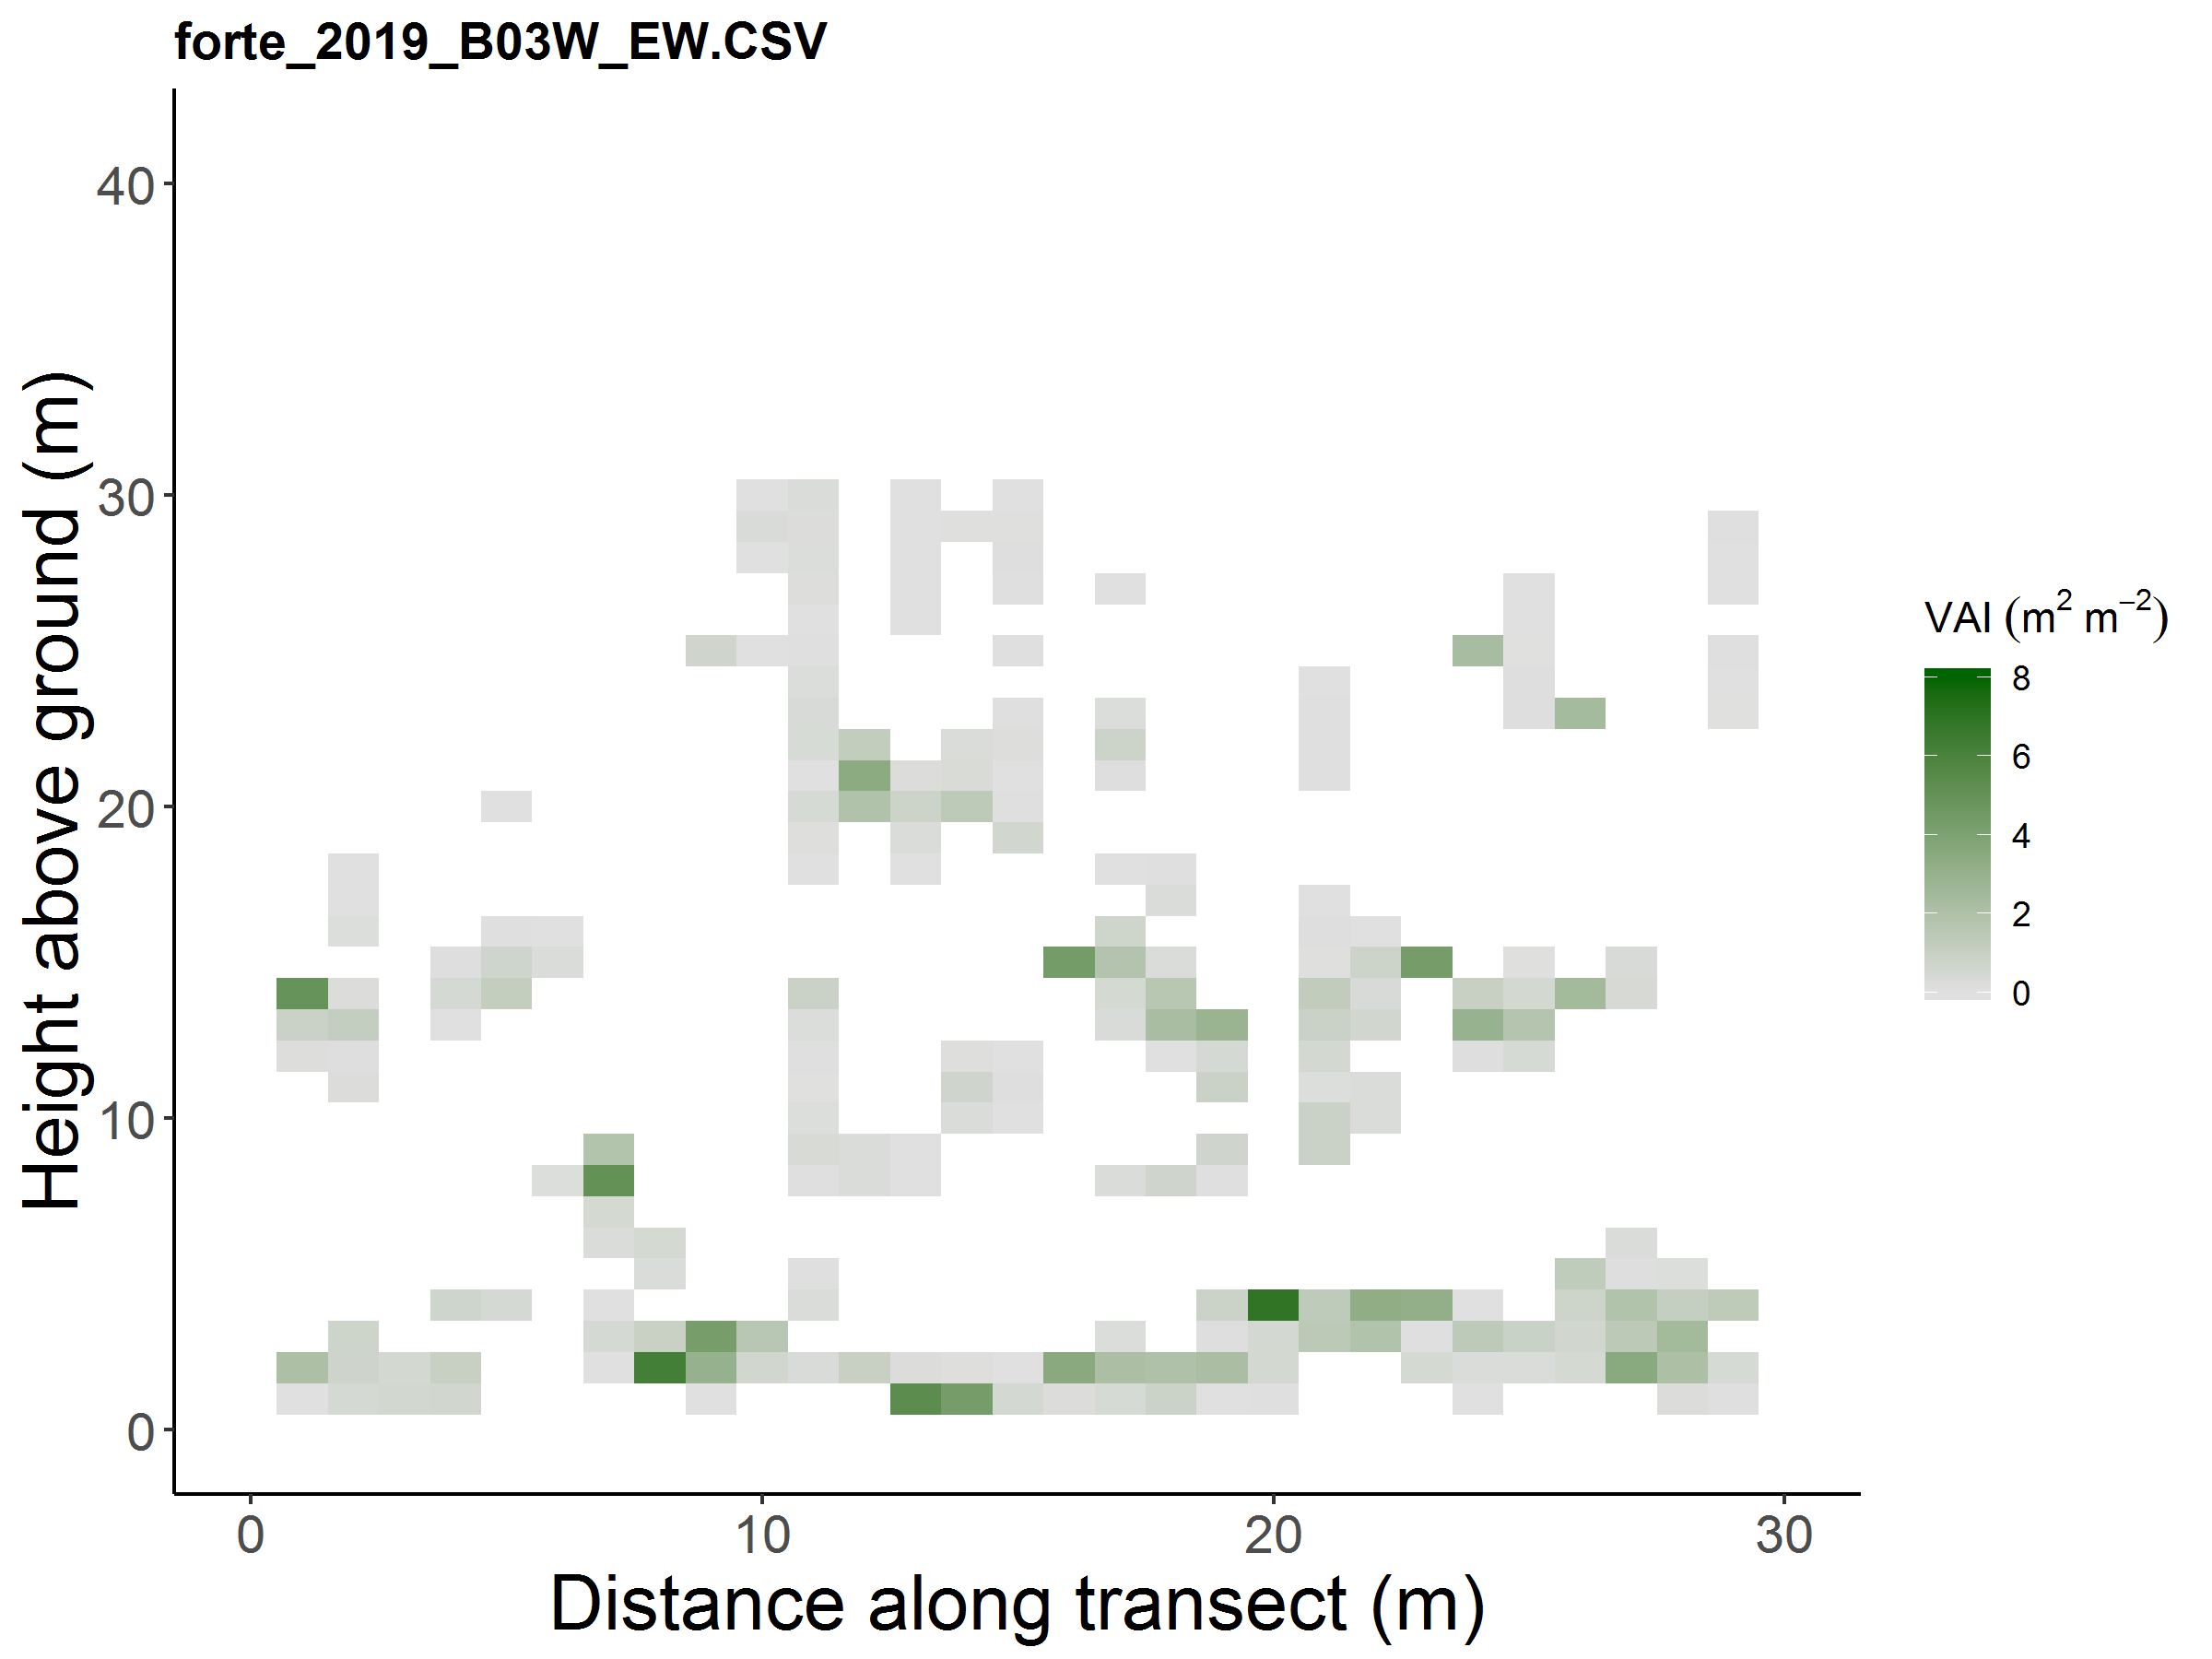 forte_2019_B03W_EW.CSV
40
30
20
10
0
Height above ground (m)
0 10 20 30
Distance along transect (m)
VAI (m² m⁻²)
8
6
4
2
0